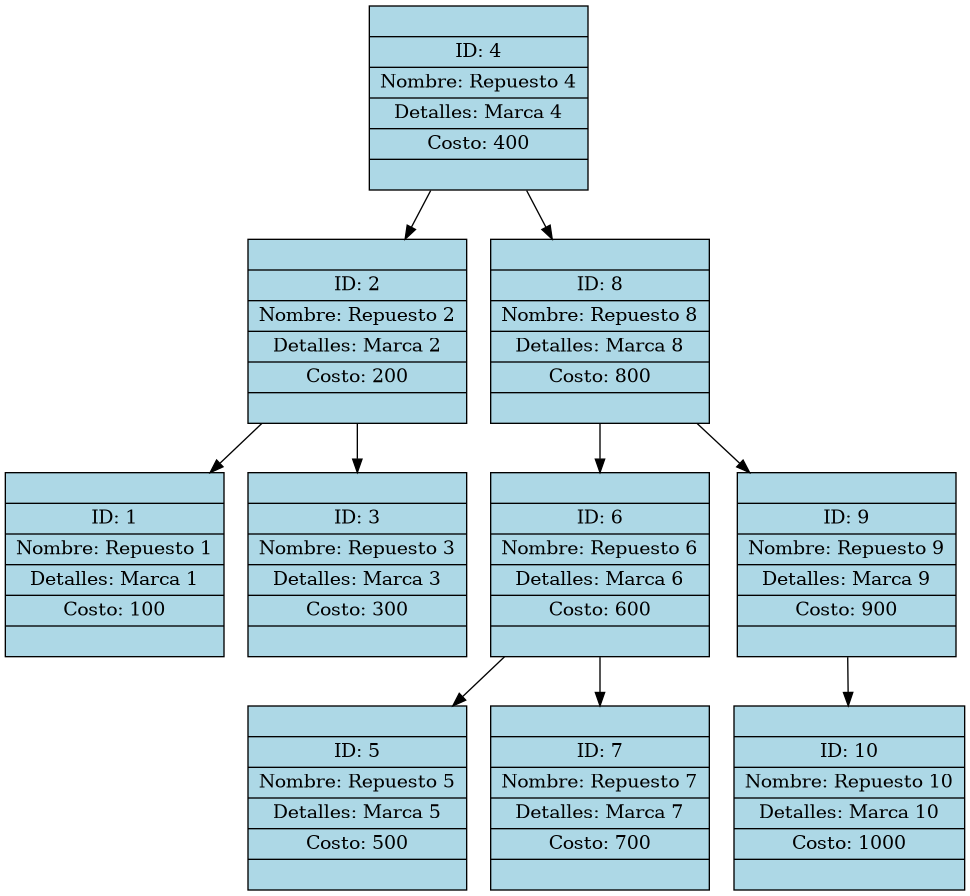 ID: 4
Nombre: Repuesto 4
Detalles: Marca 4
Costo: 400
ID: 2
Nombre: Repuesto 2
Detalles: Marca 2
Costo: 200
ID: 8
Nombre: Repuesto 8
Detalles: Marca 8
Costo: 800
ID: 1
Nombre: Repuesto 1
Detalles: Marca 1
Costo: 100
ID: 3
Nombre: Repuesto 3
Detalles: Marca 3
Costo: 300
ID: 6
Nombre: Repuesto 6
Detalles: Marca 6
Costo: 600
ID: 9
Nombre: Repuesto 9
Detalles: Marca 9
Costo: 900
ID: 5
Nombre: Repuesto 5
Detalles: Marca 5
Costo: 500
ID: 7
Nombre: Repuesto 7
Detalles: Marca 7
Costo: 700
ID: 10
Nombre: Repuesto 10
Detalles: Marca 10
Costo: 1000